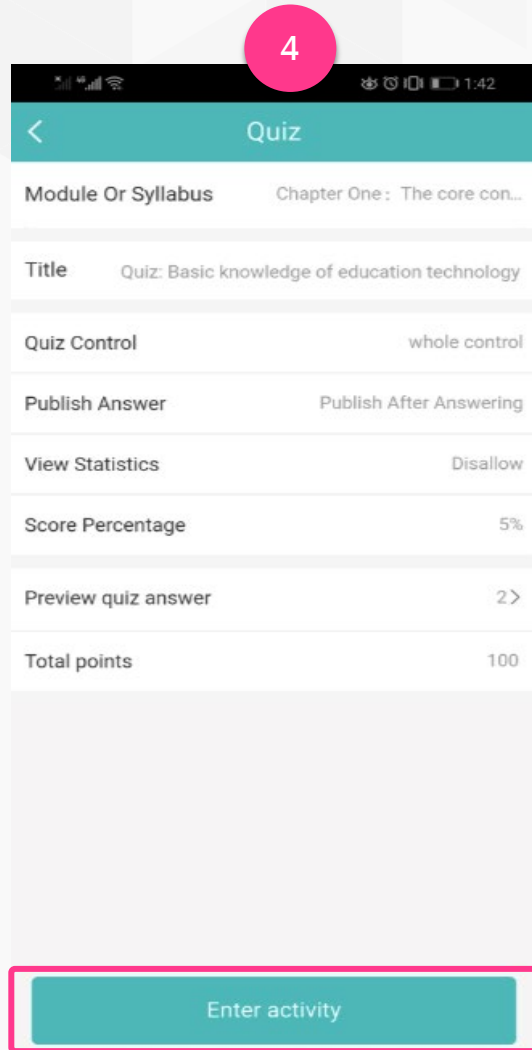 4
1:42
Quiz
Module Or Syllabus Chapter One: The core con...
Title Quiz: Basic knowledge of education technology
Quiz Control whole control
Publish Answer Publish After Answering
View Statistics Disallow
Score Percentage 5%
Preview quiz answer 2>
Total points 100
Enter activity